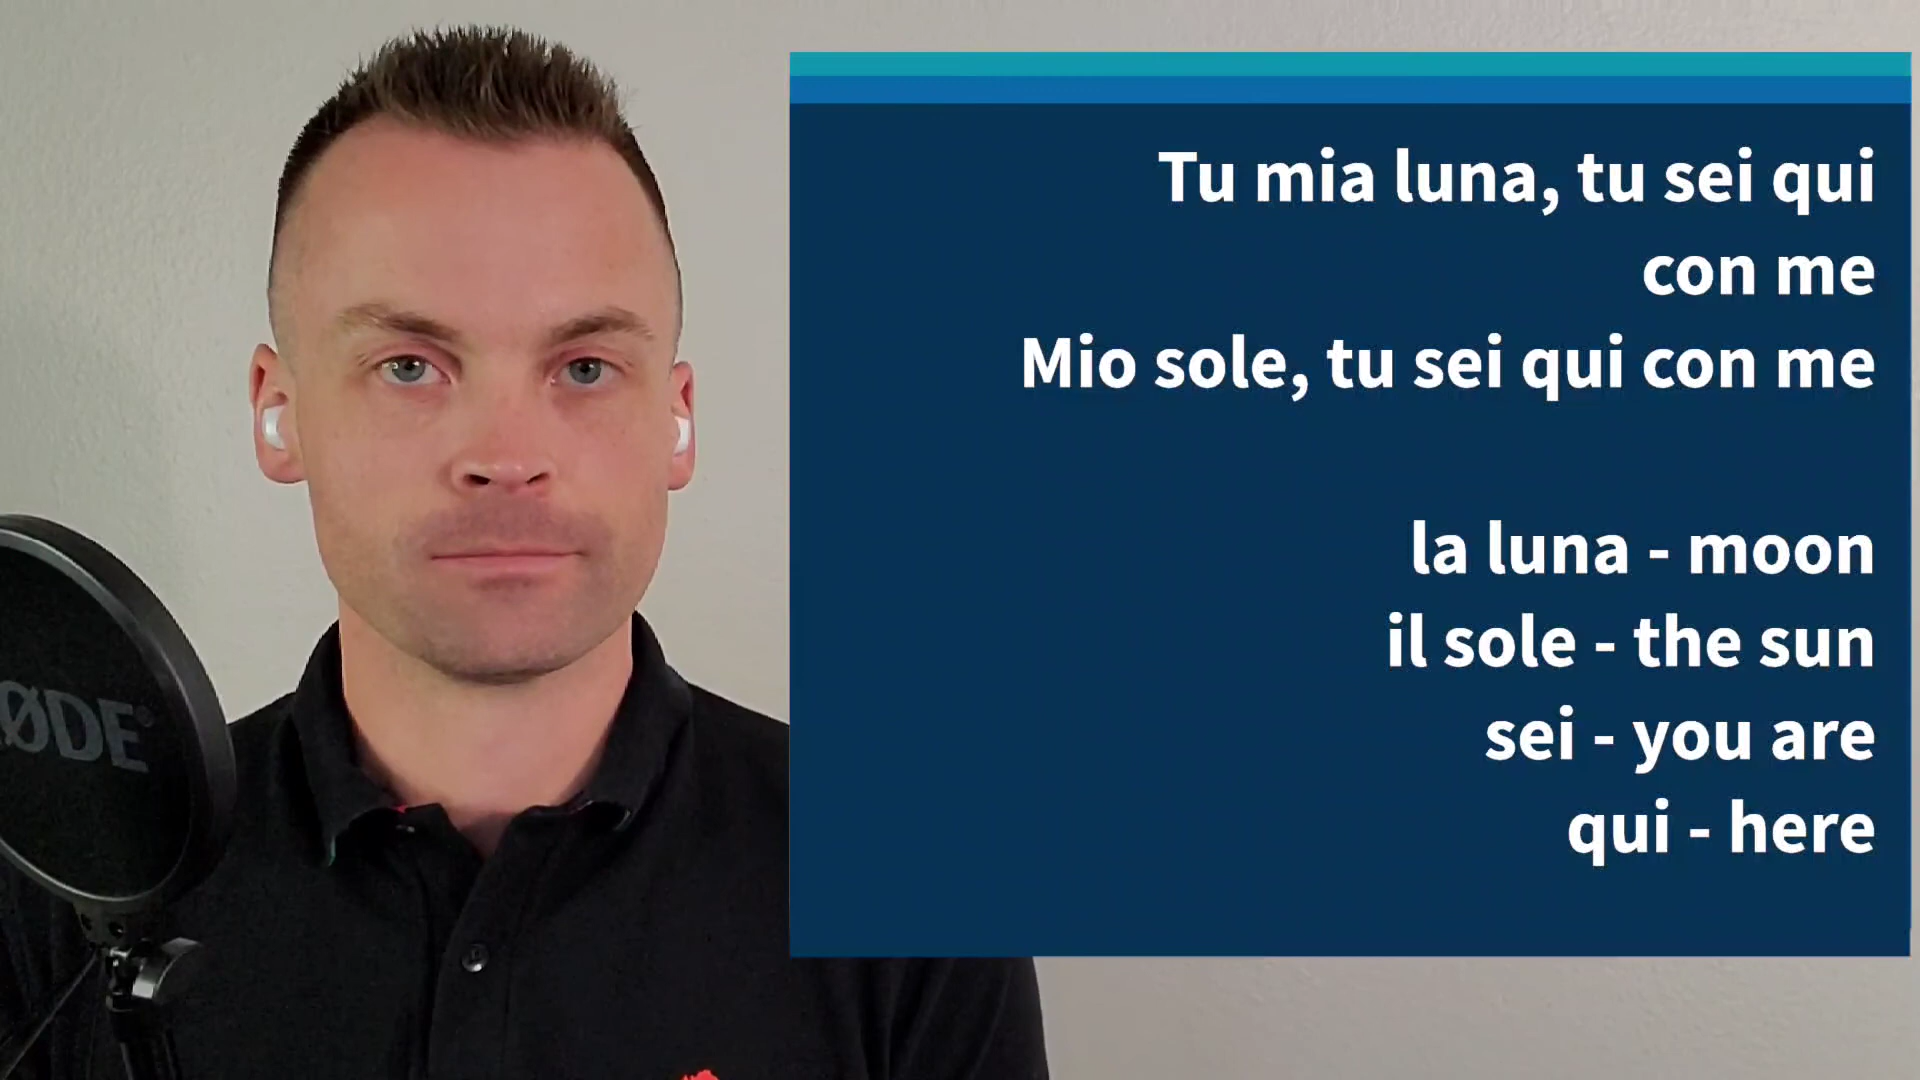 Tu mia luna, tu sei qui
con me
Mio sole, tu sei qui con me
la luna - moon
il sole - the sun
sei - you are
qui - here
RØDE